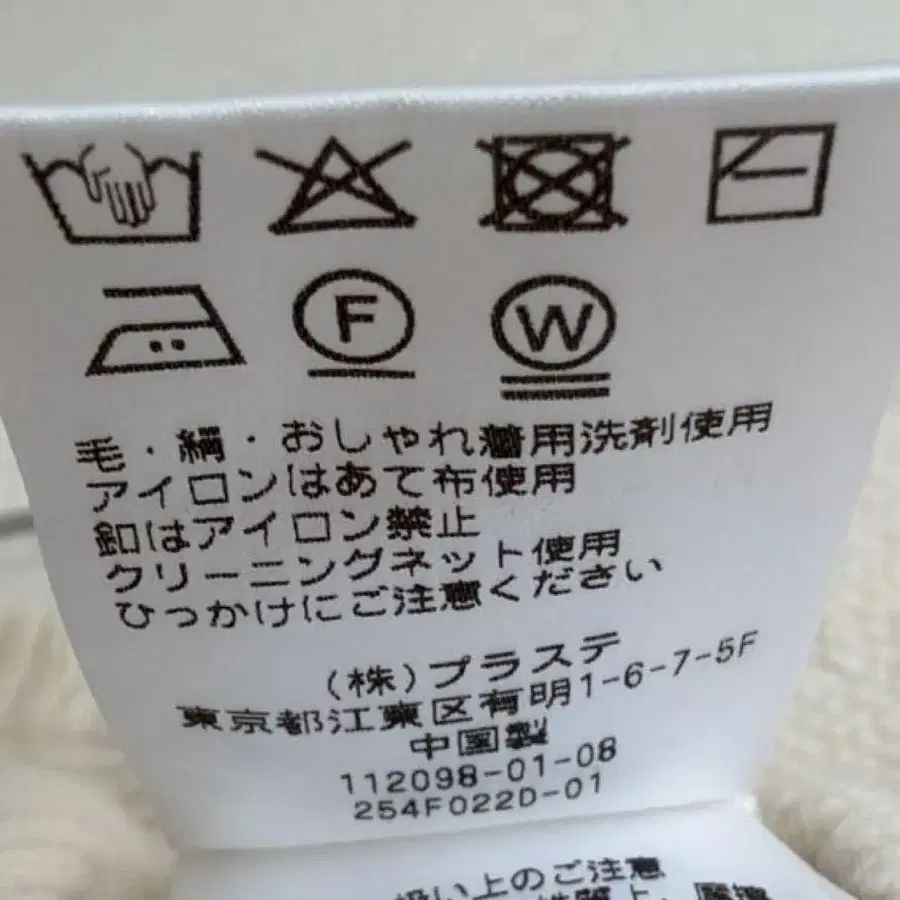 F W
毛・絹・おしゃれ着用洗剤使用
アイロンはあて布使用
釦はアイロン禁止
クリーニングネット使用
ひっかけにご注意ください
(株)プラステ
東京都江東区有明1-6-7-5F
中国製
112098-01-08
254F022D-01
扱い上のご注意
性質上、